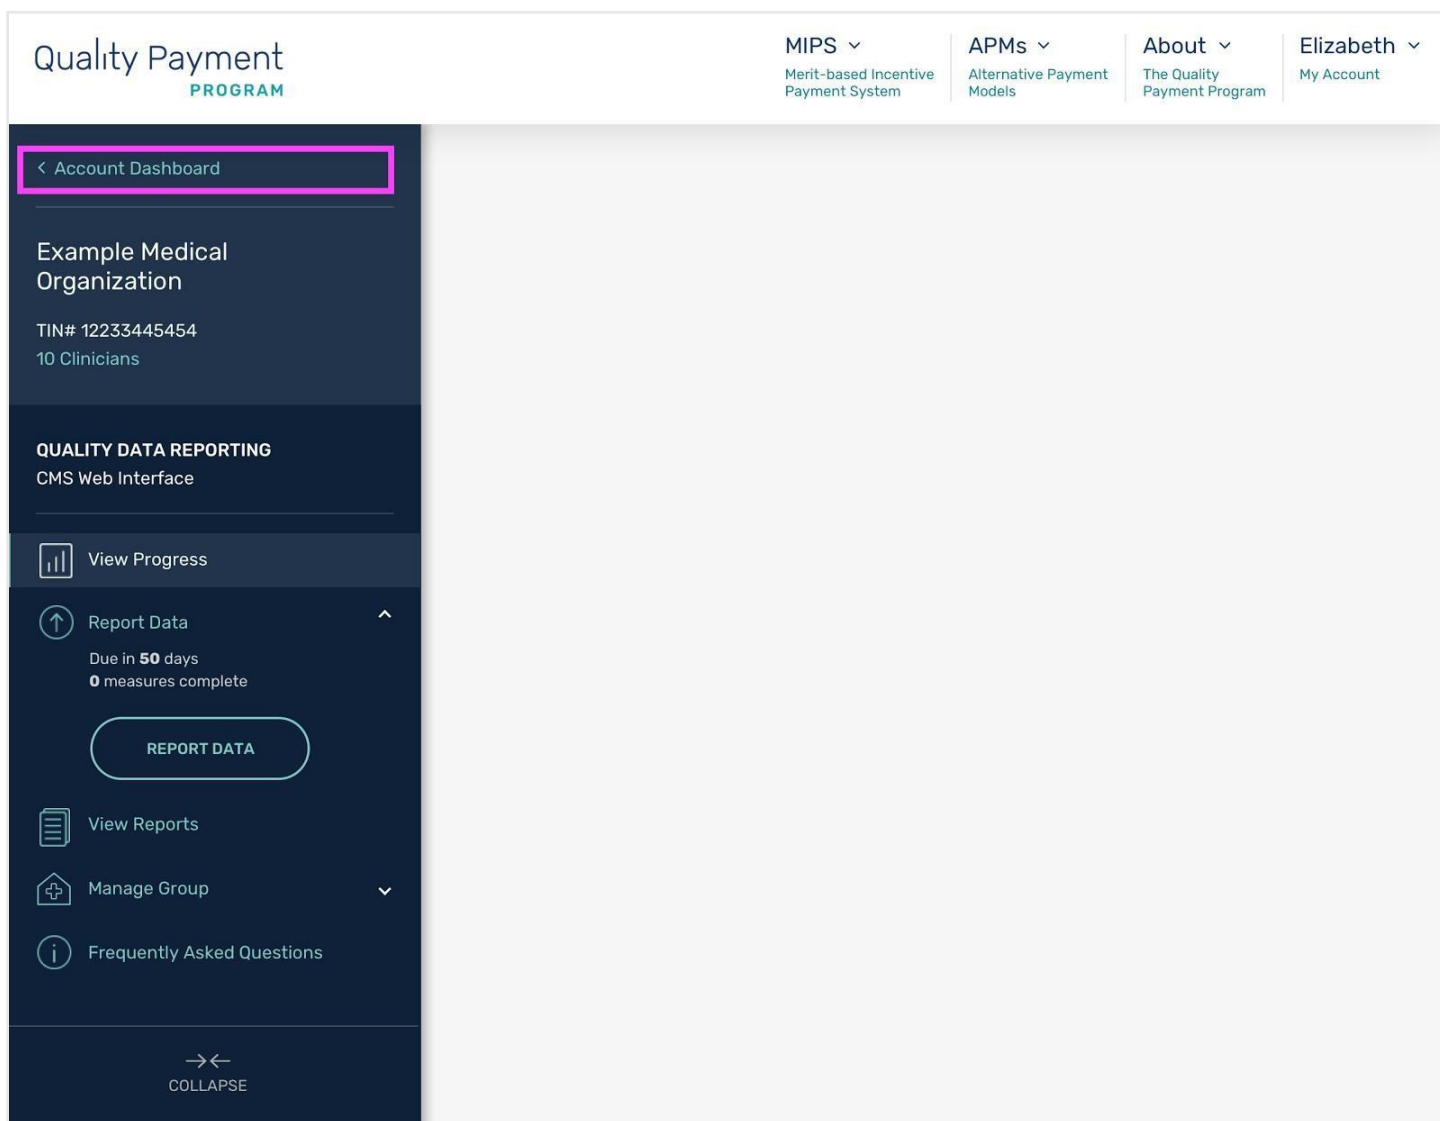 Quality Payment
PROGRAM
MIPS
Merit-based Incentive
Payment System
APMs
Alternative Payment
Models
About
The Quality
Payment Program
Elizabeth
My Account
< Account Dashboard
Example Medical
Organization
TIN# 12233445454
10 Clinicians
QUALITY DATA REPORTING
CMS Web Interface
View Progress
Report Data
Due in 50 days
0 measures complete
REPORT DATA
View Reports
Manage Group
Frequently Asked Questions
COLLAPSE